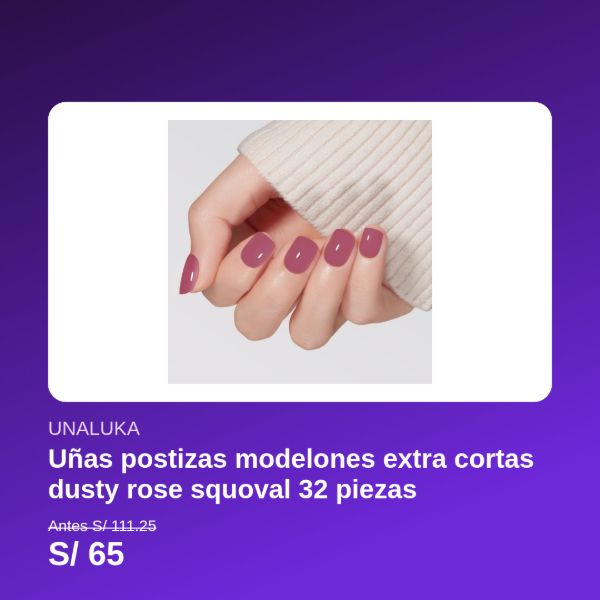 UNALUKA
Uñas postizas modelones extra cortas
dusty rose squoval 32 piezas
Antes S/ 111.25
S/ 65